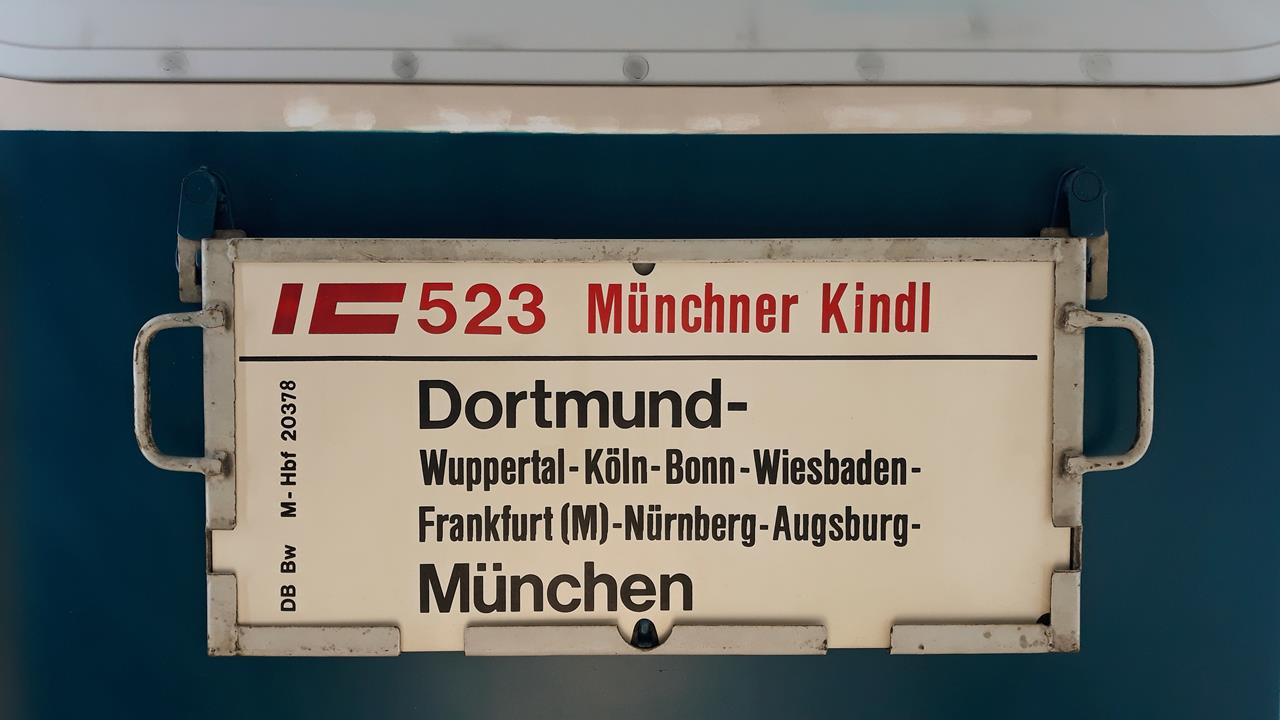 IC 523 Münchner Kindl
Dortmund-
Wuppertal-Köln-Bonn-Wiesbaden-
Frankfurt (M)-Nürnberg-Augsburg-
München
DB Bw M-Hbf 20378